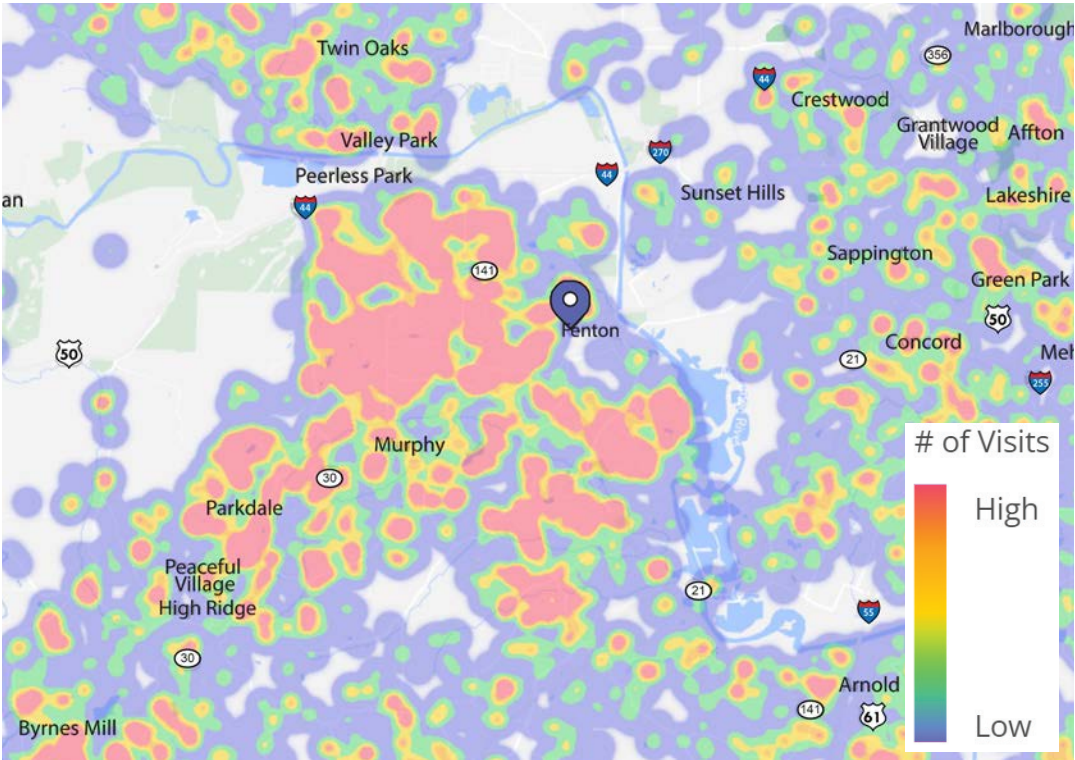 Marlborough
Twin Oaks
356
44
Crestwood
Grantwood
Village
Affton
Valley Park
270
44
Peerless Park
Sunset Hills
Lakeshire
an
44
Sappington
141
Green Park
50
Fenton
Concord
50
21
Meh
255
Murphy
# of Visits
High
30
Parkdale
Peaceful
Village
High Ridge
21
55
30
Arnold
141
61
Byrnes Mill
Low